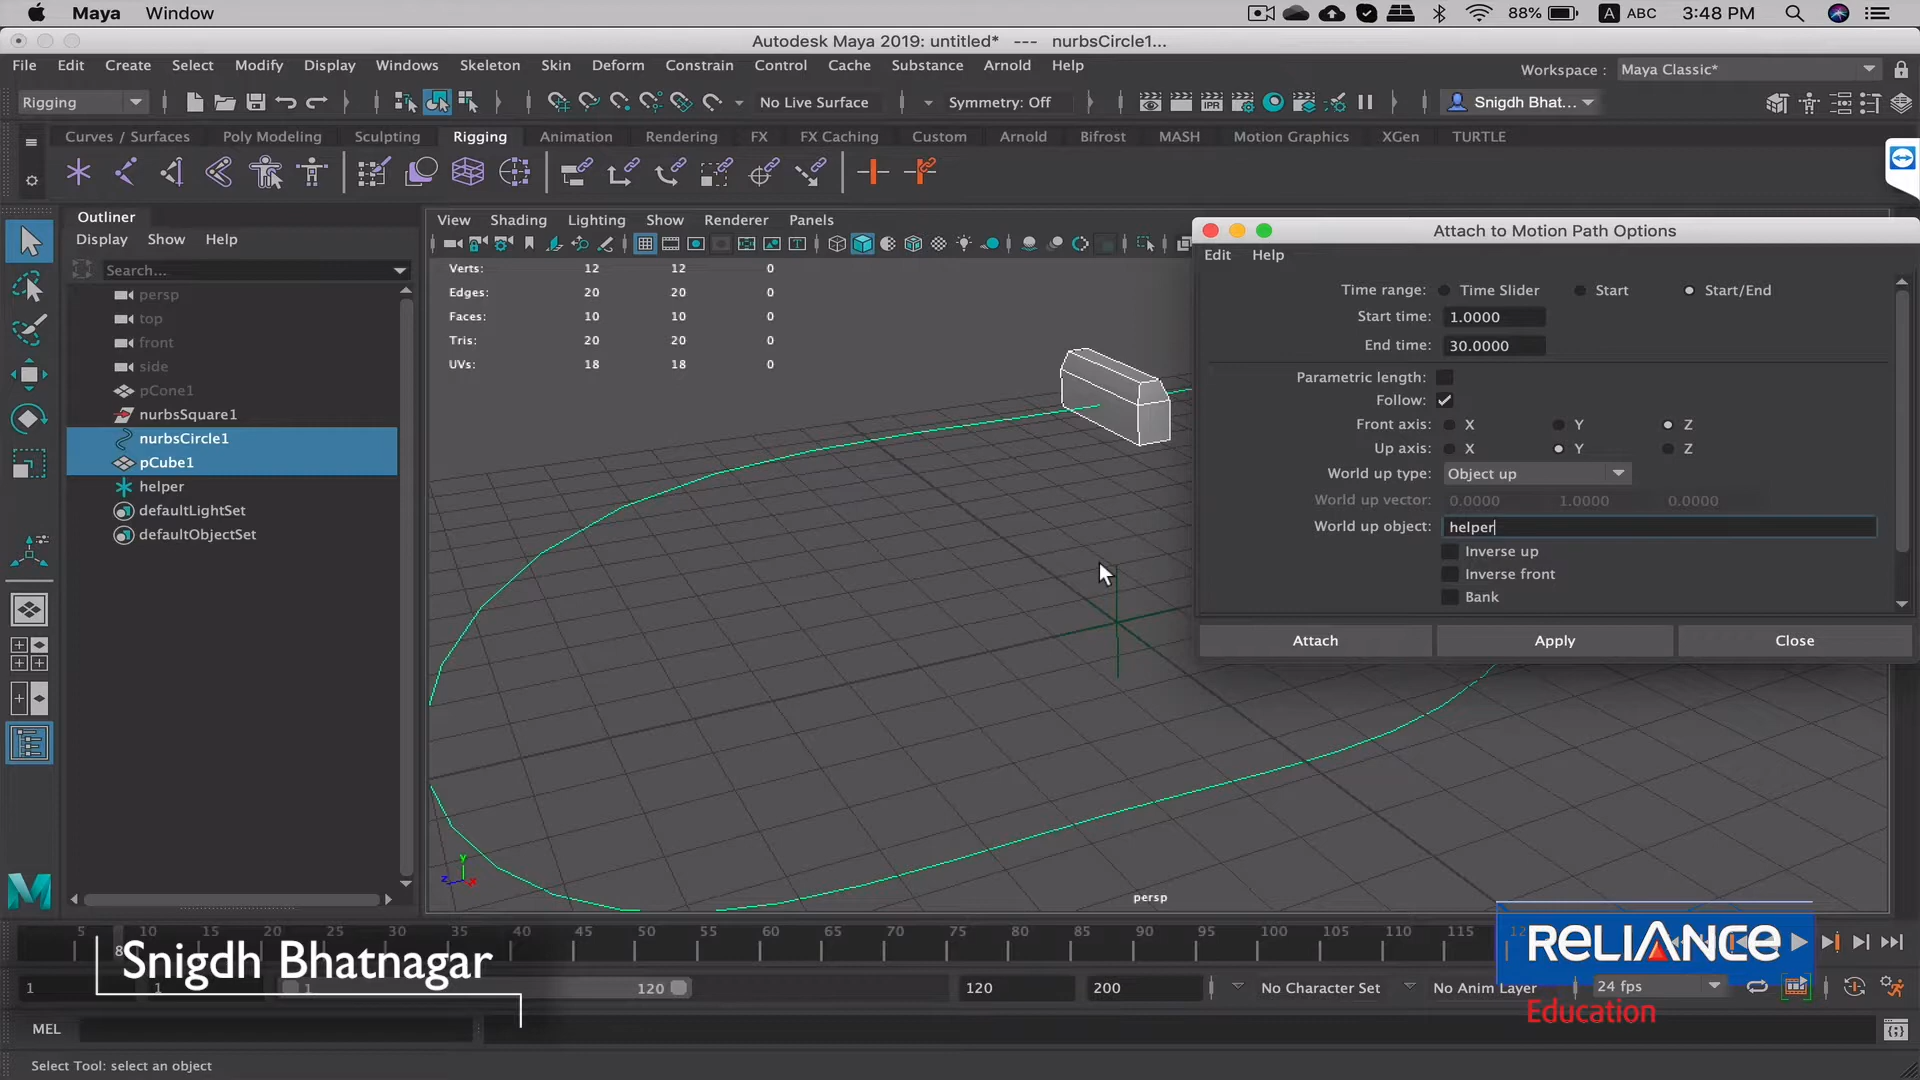 Maya Window
88% A ABC 3:48 PM
Autodesk Maya 2019: untitled* --- nurbsCircle1...
File Edit Create Select Modify Display Windows Skeleton Skin Deform Constrain Control Cache Substance Arnold Help
Workspace : Maya Classic*
Rigging No Live Surface Symmetry: Off IPR Snigdh Bhat...
Curves / Surfaces Poly Modeling Sculpting Rigging Animation Rendering FX FX Caching Custom Arnold Bifrost MASH Motion Graphics XGen TURTLE
Outliner
Display Show Help
Search...
persp
top
front
side
pCone1
nurbsSquare1
nurbsCircle1
pCube1
helper
defaultLightSet
defaultObjectSet
View Shading Lighting Show Renderer Panels
Verts: 12 12 0
Edges: 20 20 0
Faces: 10 10 0
Tris: 20 20 0
UVs: 18 18 0
y
z x
persp
Attach to Motion Path Options
Edit Help
Time range: Time Slider Start Start/End
Start time: 1.0000
End time: 30.0000
Parametric length:
Follow:
Front axis: X Y Z
Up axis: X Y Z
World up type: Object up
World up vector: 0.0000 1.0000 0.0000
World up object: helper
Inverse up
Inverse front
Bank
Attach Apply Close
5 10 15 20 25 30 35 40 45 50 55 60 65 70 75 80 85 90 95 100 105 110 115
Snigdh Bhatnagar
RELIANCE
Education
1 1 1 120 120 200 No Character Set No Anim Layer 24 fps
MEL
Select Tool: select an object